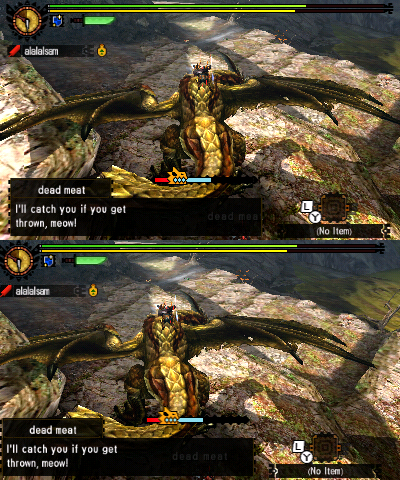 alalalsam
dead meat
I'll catch you if you get
thrown, meow!
dead meat
L
Y
(No Item)
alalalsam
dead meat
I'll catch you if you get
thrown, meow!
dead meat
L
Y
(No Item)